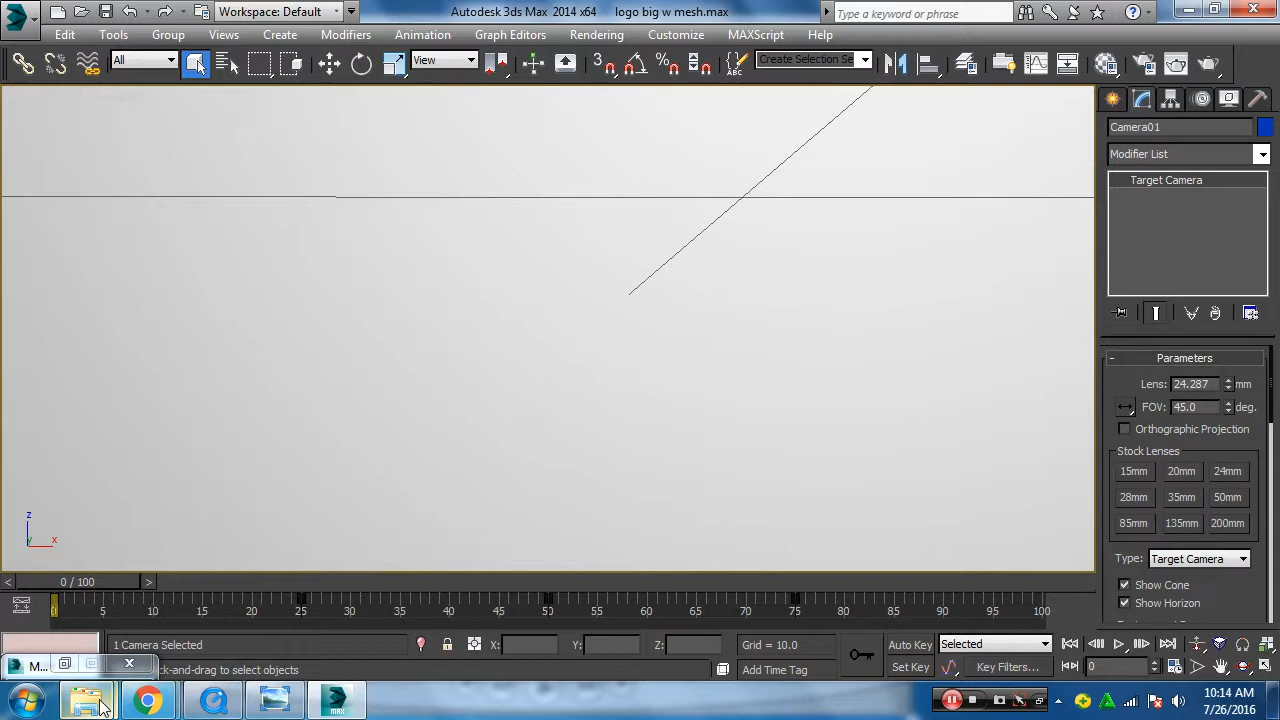 Workspace: Default
Autodesk 3ds Max 2014 x64
logo big w mesh.max
Type a keyword or phrase
Edit
Tools
Group
Views
Create
Modifiers
Animation
Graph Editors
Rendering
Customize
MAXScript
Help
All
View
3
ABC
Create Selection Se
Camera01
Modifier List
Target Camera
Parameters
Lens: 24.287 mm
FOV: 45.0 deg.
Orthographic Projection
Stock Lenses
15mm 20mm 24mm
28mm 35mm 50mm
85mm 135mm 200mm
Type: Target Camera
Show Cone
Show Horizon
z
y x
< 0 / 100 >
0 5 10 15 20 25 30 35 40 45 50 55 60 65 70 75 80 85 90 95 100
1 Camera Selected
X: Y: Z:
Grid = 10.0
Auto Key
Selected
M...
ck-and-drag to select objects
Add Time Tag
Set Key
Key Filters...
0
MAX
10:14 AM
7/26/2016